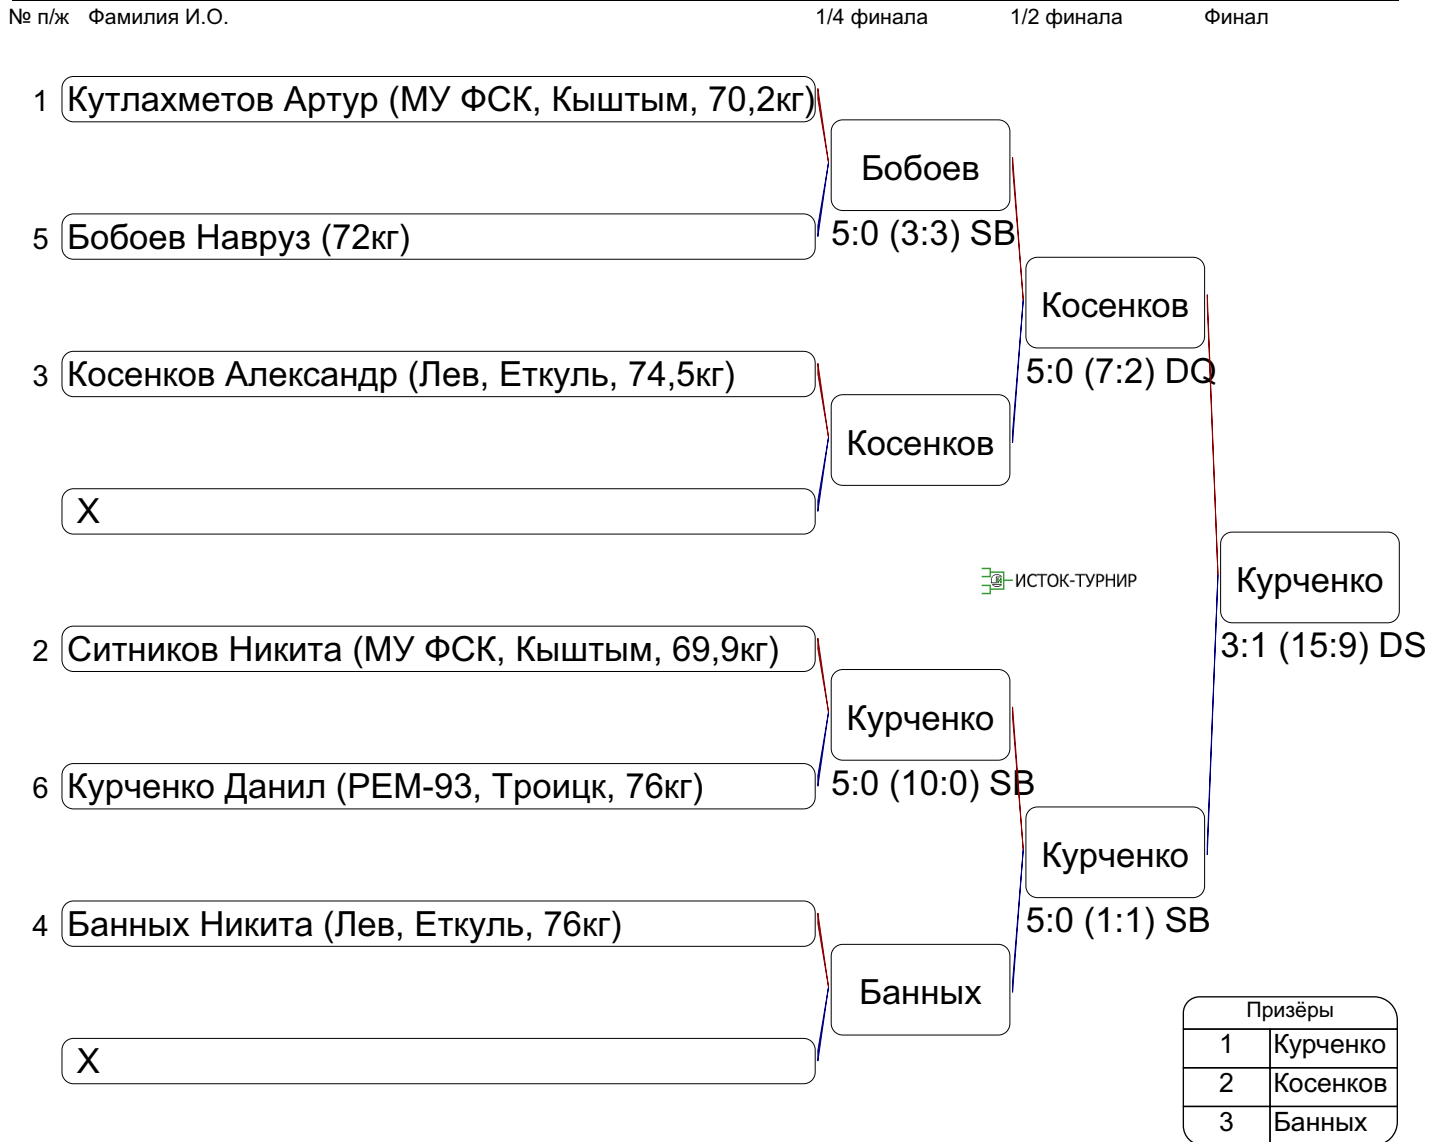 № п/ж Фамилия И.О. 1/4 финала 1/2 финала Финал
1 Кутлахметов Артур (МУ ФСК, Кыштым, 70,2кг)
Бобоев
5 Бобоев Навруз (72кг)
5:0 (3:3) SB
Косенков
3 Косенков Александр (Лев, Еткуль, 74,5кг)
5:0 (7:2) DQ
Косенков
X
ИСТОК-ТУРНИР
Курченко
2 Ситников Никита (МУ ФСК, Кыштым, 69,9кг)
3:1 (15:9) DS
Курченко
6 Курченко Данил (РЕМ-93, Троицк, 76кг)
5:0 (10:0) SB
Курченко
4 Банных Никита (Лев, Еткуль, 76кг)
5:0 (1:1) SB
Банных
X
Призёры
1 Курченко
2 Косенков
3 Банных